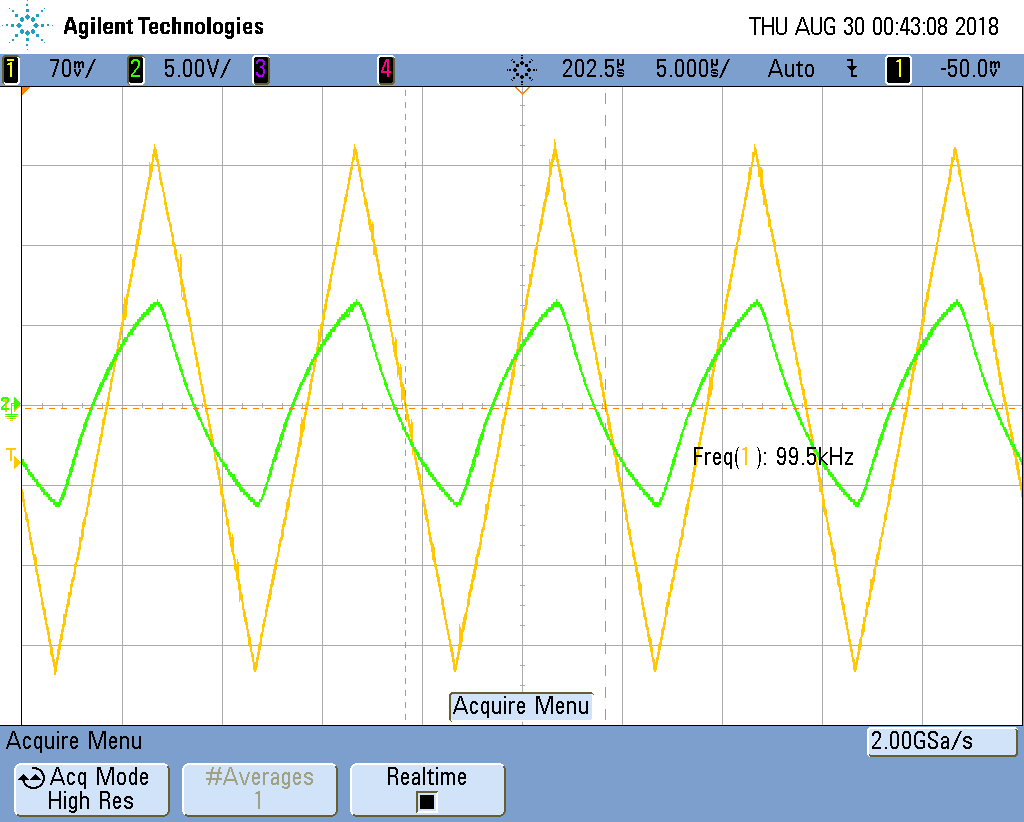 Agilent Technologies THU AUG 30 00:43:08 2018
1 70mV/ 2 5.00V/ 3 4 202.5µs 5.000µs/ Auto 1 -50.0mV
2
T
Freq(1): 99.5kHz
Acquire Menu
Acquire Menu 2.00GSa/s
Acq Mode #Averages Realtime
High Res 1